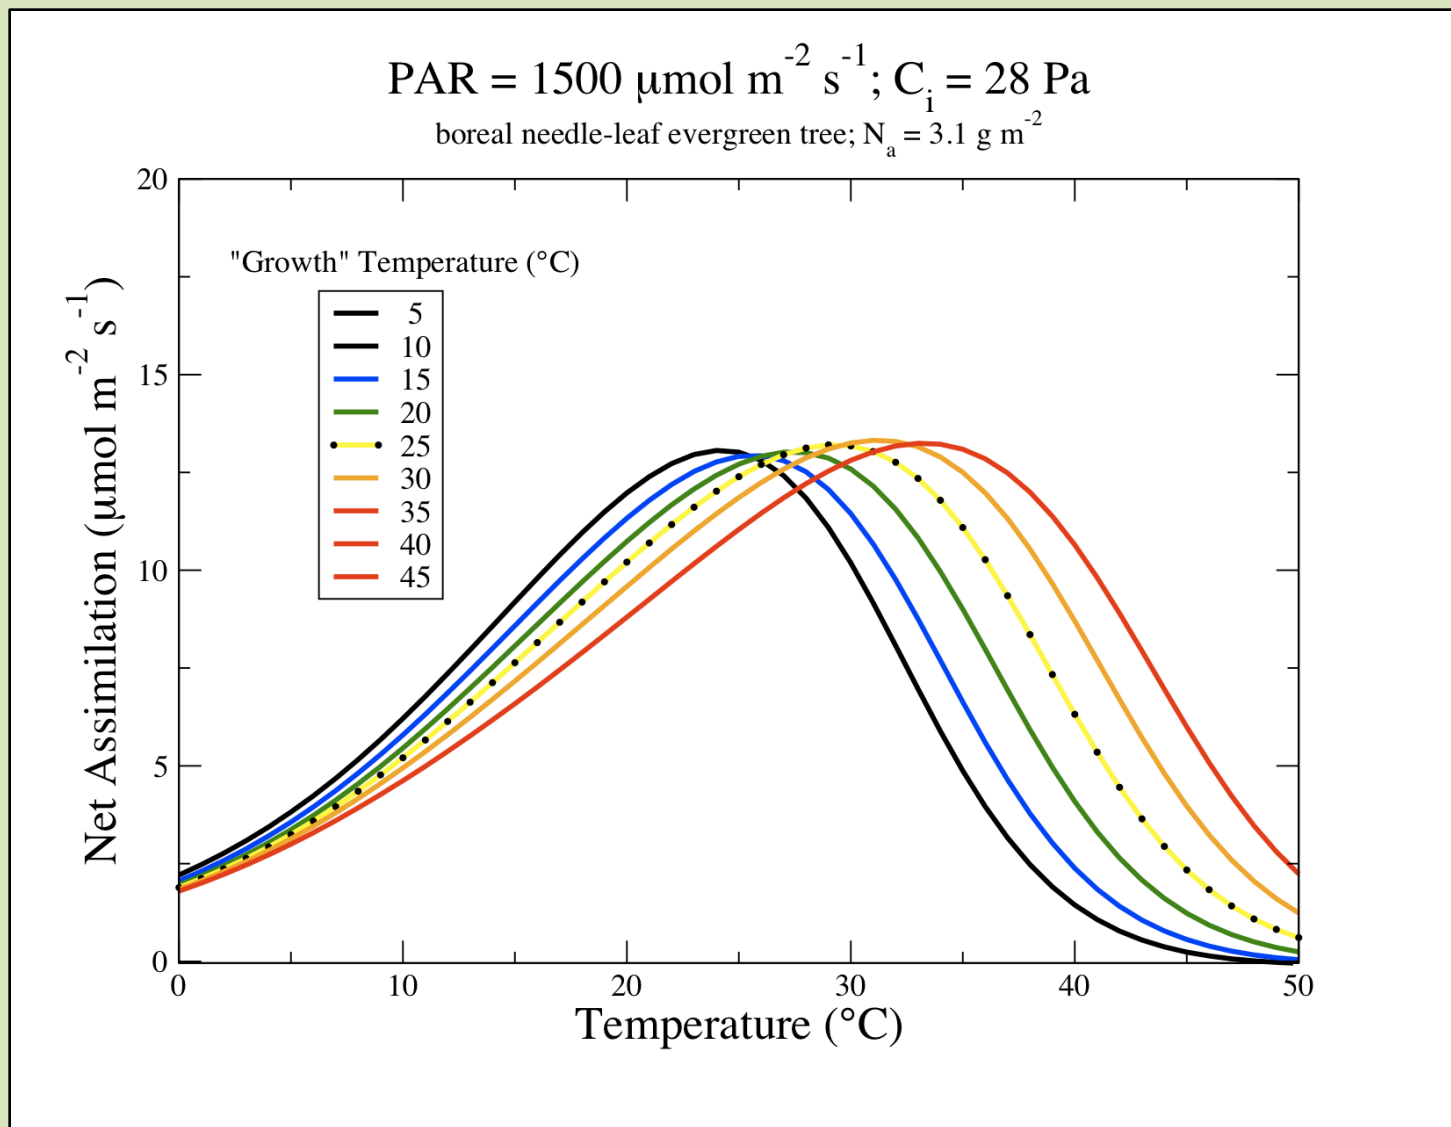 PAR = 1500 μmol m-2 s-1; Ci = 28 Pa
boreal needle-leaf evergreen tree; Na = 3.1 g m-2
20
15
10
5
0
Net Assimilation (μmol m-2 s-1)
"Growth" Temperature (°C)
5
10
15
20
25
30
35
40
45
0 10 20 30 40 50
Temperature (°C)